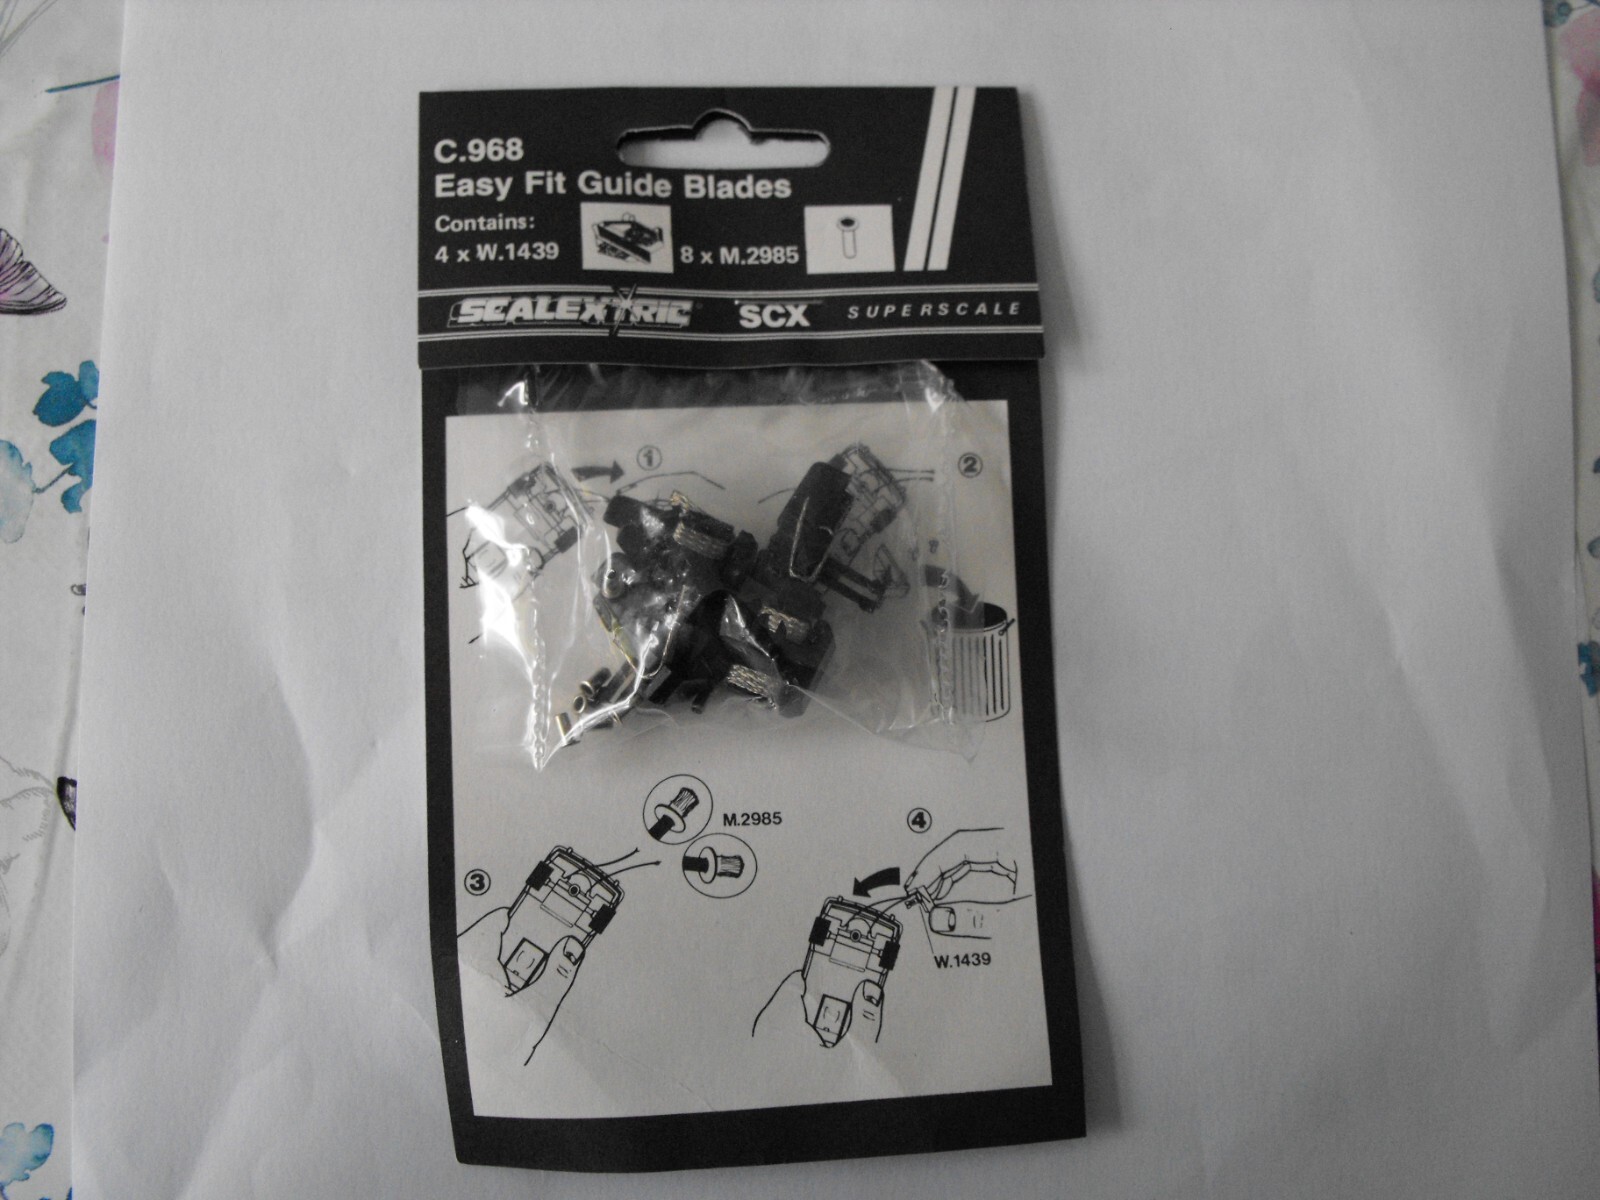 C.968
Easy Fit Guide Blades
Contains:
4 x W.1439 8 x M.2985
SCALEXTRIC SCX SUPERSCALE
1 2
M.2985
4
3
W.1439